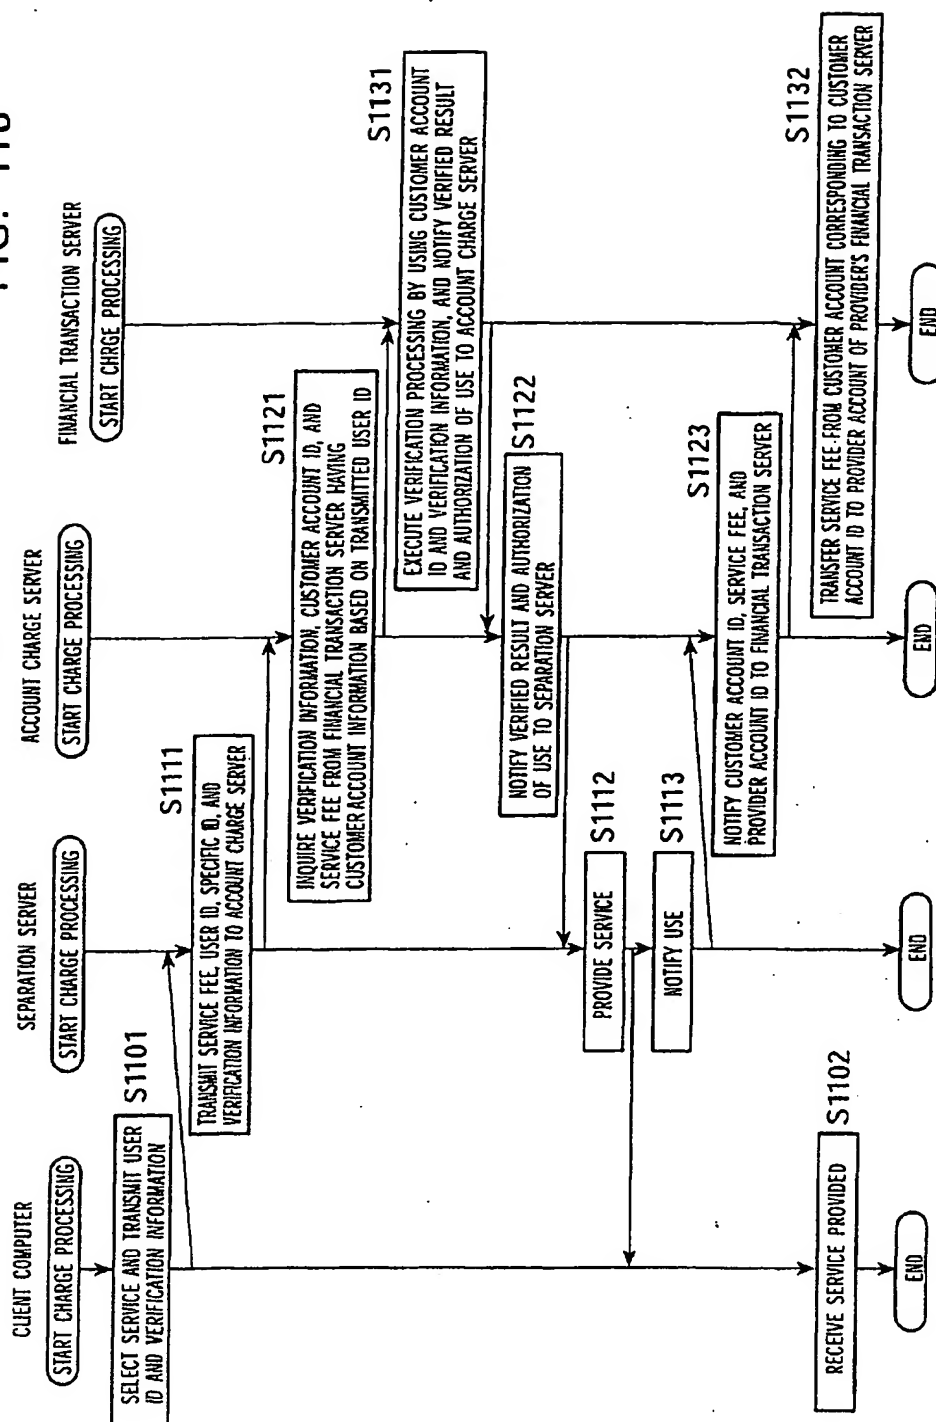 CLIENT COMPUTER
START CHARGE PROCESSING
SELECT SERVICE AND TRANSMIT USER
ID AND VERIFICATION INFORMATION
S1101
RECEIVE SERVICE PROVIDED
S1102
END
SEPARATION SERVER
START CHARGE PROCESSING
S1111
TRANSMIT SERVICE FEE, USER ID, SPECIFIC ID, AND
VERIFICATION INFORMATION TO ACCOUNT CHARGE SERVER
PROVIDE SERVICE
S1112
NOTIFY USE
S1113
END
ACCOUNT CHARGE SERVER
START CHARGE PROCESSING
S1121
INQUIRE VERIFICATION INFORMATION, CUSTOMER ACCOUNT ID, AND
SERVICE FEE FROM FINANCIAL TRANSACTION SERVER HAVING
CUSTOMER ACCOUNT INFORMATION BASED ON TRANSMITTED USER ID
NOTIFY VERIFIED RESULT AND AUTHORIZATION
OF USE TO SEPARATION SERVER
S1122
S1123
NOTIFY CUSTOMER ACCOUNT ID, SERVICE FEE, AND
PROVIDER ACCOUNT ID TO FINANCIAL TRANSACTION SERVER
END
FINANCIAL TRANSACTION SERVER
START CHRGE PROCESSING
S1131
EXECUTE VERIFICATION PROCESSING BY USING CUSTOMER ACCOUNT
ID AND VERIFICATION INFORMATION, AND NOTIFY VERIFIED RESULT
AND AUTHORIZATION OF USE TO ACCOUNT CHARGE SERVER
S1132
TRANSFER SERVICE FEE FROM CUSTOMER ACCOUNT CORRESPONDING TO CUSTOMER
ACCOUNT ID TO PROVIDER ACCOUNT OF PROVIDER'S FINANCIAL TRANSACTION SERVER
END